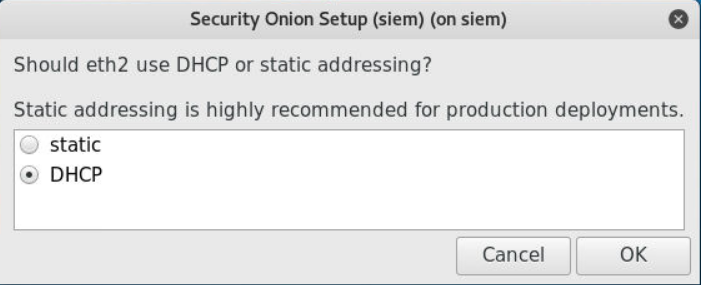 Security Onion Setup (siem) (on siem)
Should eth2 use DHCP or static addressing?
Static addressing is highly recommended for production deployments.
static
DHCP
Cancel OK